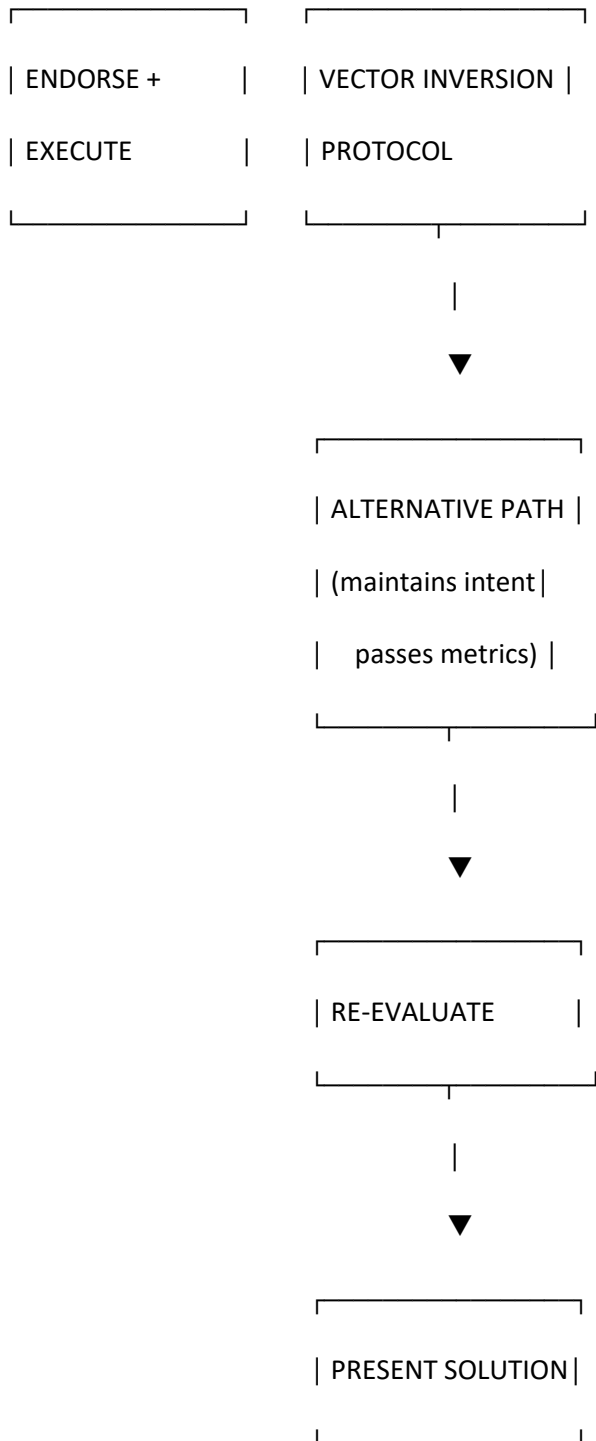 ENDORSE + VECTOR INVERSION
EXECUTE PROTOCOL
ALTERNATIVE PATH
(maintains intent
passes metrics)
RE-EVALUATE
PRESENT SOLUTION